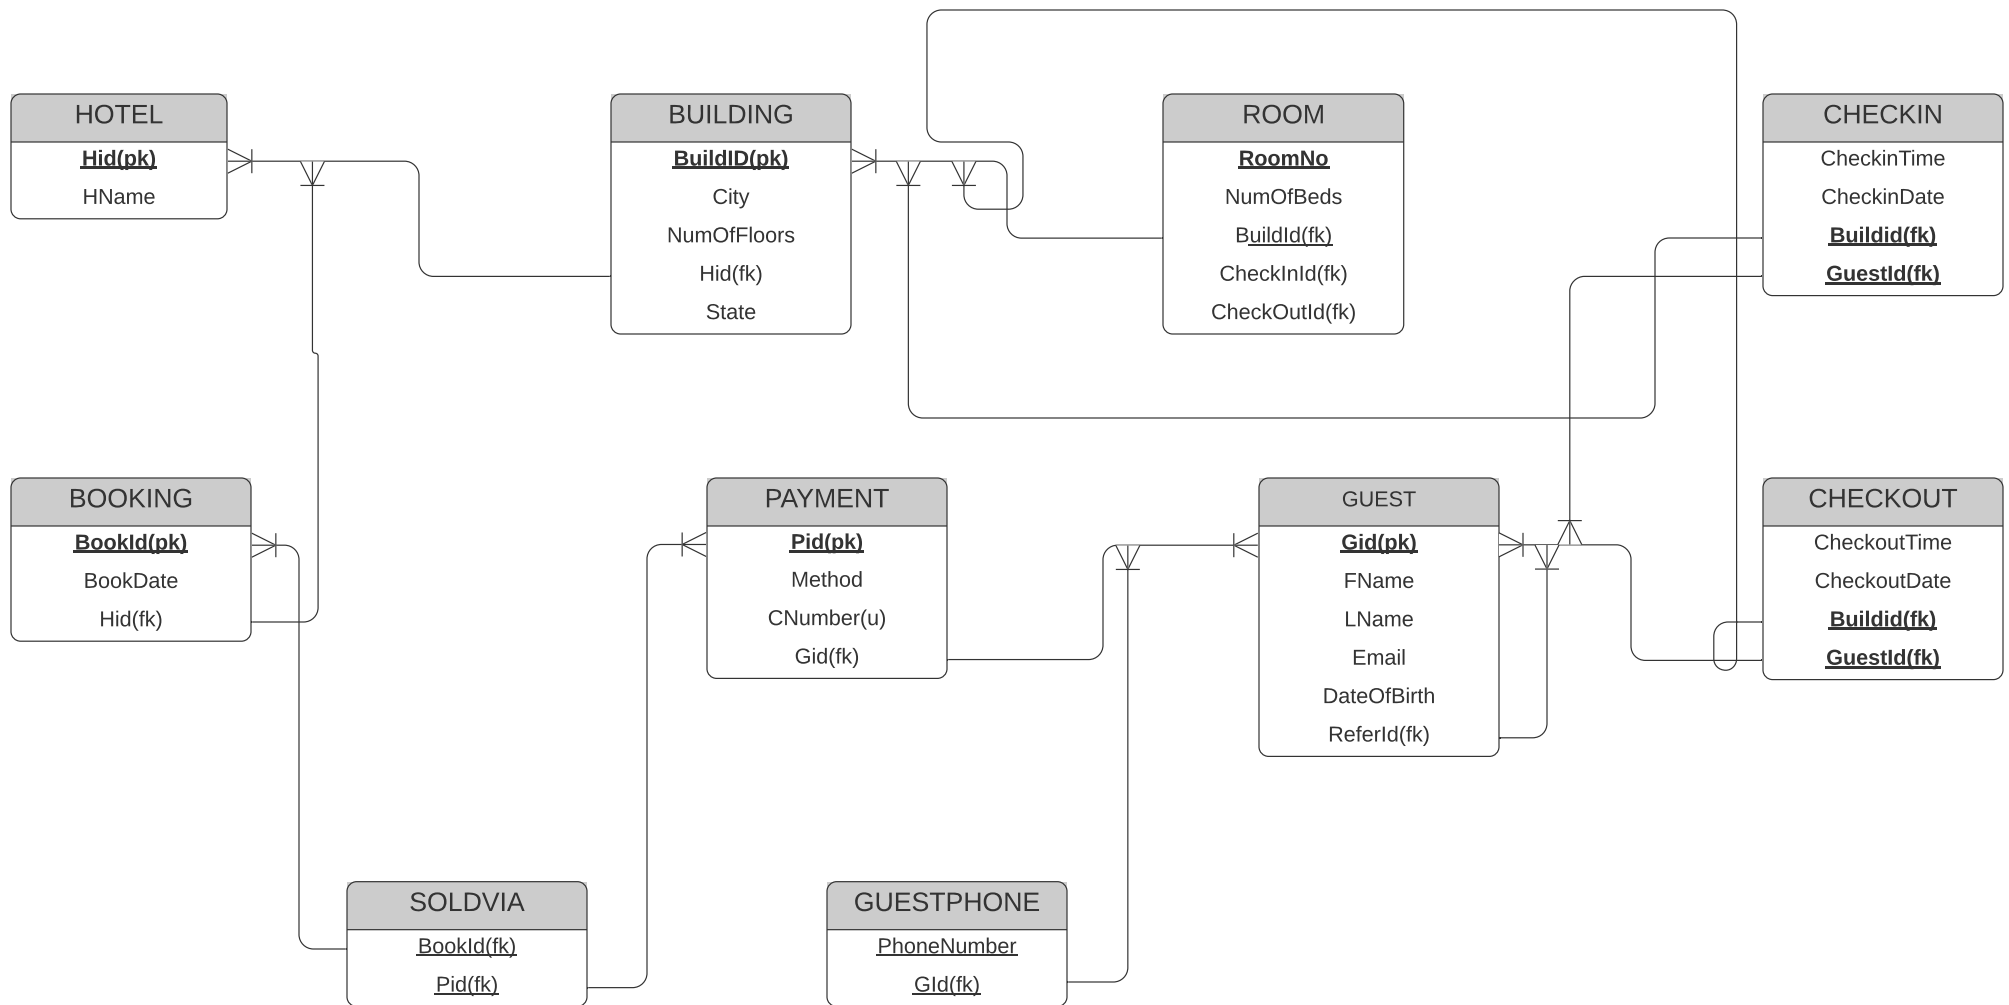 HOTEL
Hid(pk)
HName
BUILDING
BuildID(pk)
City
NumOfFloors
Hid(fk)
State
ROOM
RoomNo
NumOfBeds
BuildId(fk)
CheckInId(fk)
CheckOutId(fk)
CHECKIN
CheckinTime
CheckinDate
Buildid(fk)
GuestId(fk)
BOOKING
BookId(pk)
BookDate
Hid(fk)
PAYMENT
Pid(pk)
Method
CNumber(u)
Gid(fk)
GUEST
Gid(pk)
FName
LName
Email
DateOfBirth
ReferId(fk)
CHECKOUT
CheckoutTime
CheckoutDate
Buildid(fk)
GuestId(fk)
SOLDVIA
BookId(fk)
Pid(fk)
GUESTPHONE
PhoneNumber
GId(fk)